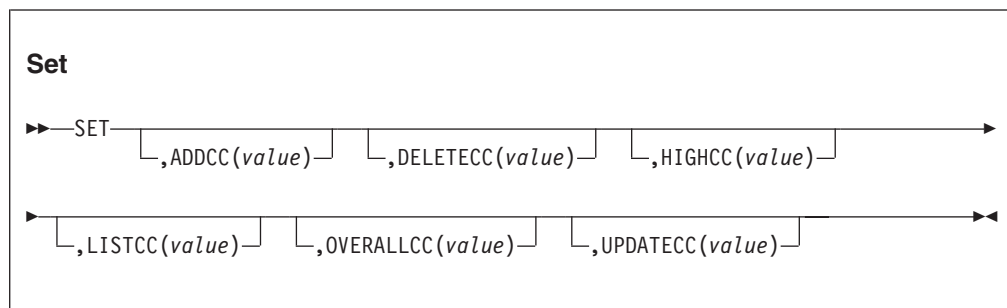 Set
SET
,ADDCC(value) ,DELETECC(value) ,HIGHCC(value)
,LISTCC(value) ,OVERALLCC(value) ,UPDATECC(value)